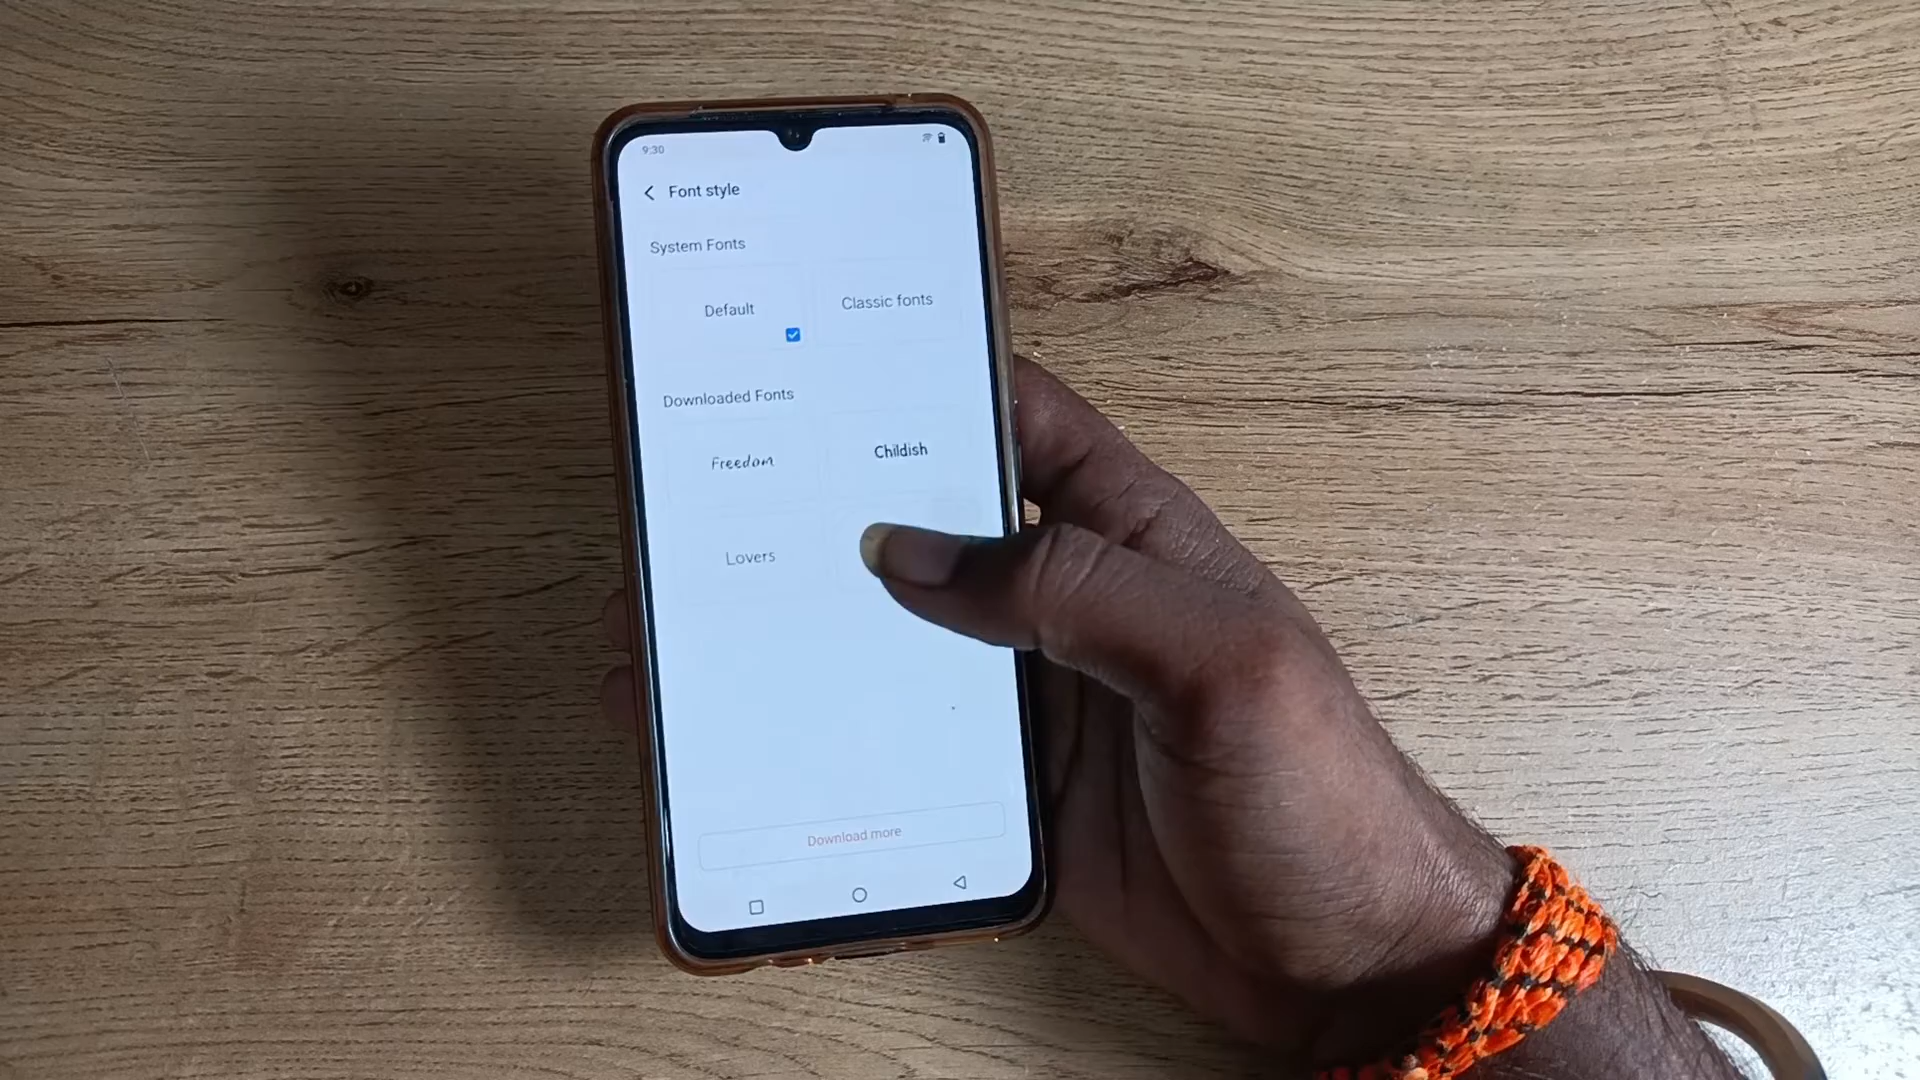 9:30
Font style
System Fonts
Default
Classic fonts
Downloaded Fonts
Freedom
Childish
Lovers
Download more